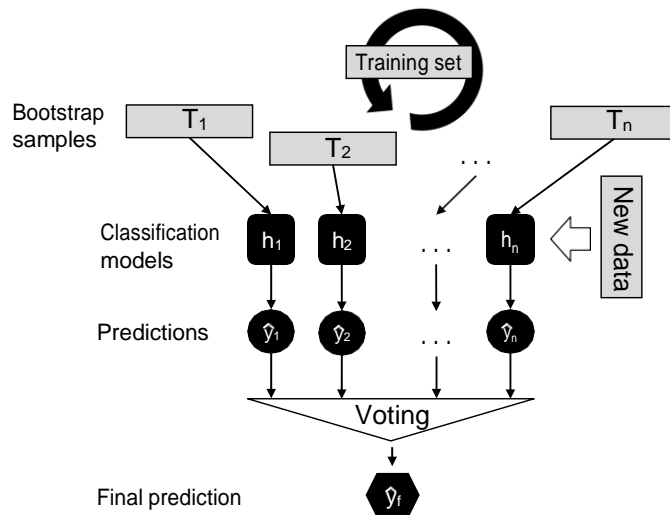 Training set
Bootstrap
samples
T1
T2
Tn
. . .
New data
Classification
models
h1
h2
. . .
hn
Predictions
ŷ1
ŷ2
. . .
ŷn
Voting
Final prediction
ŷf